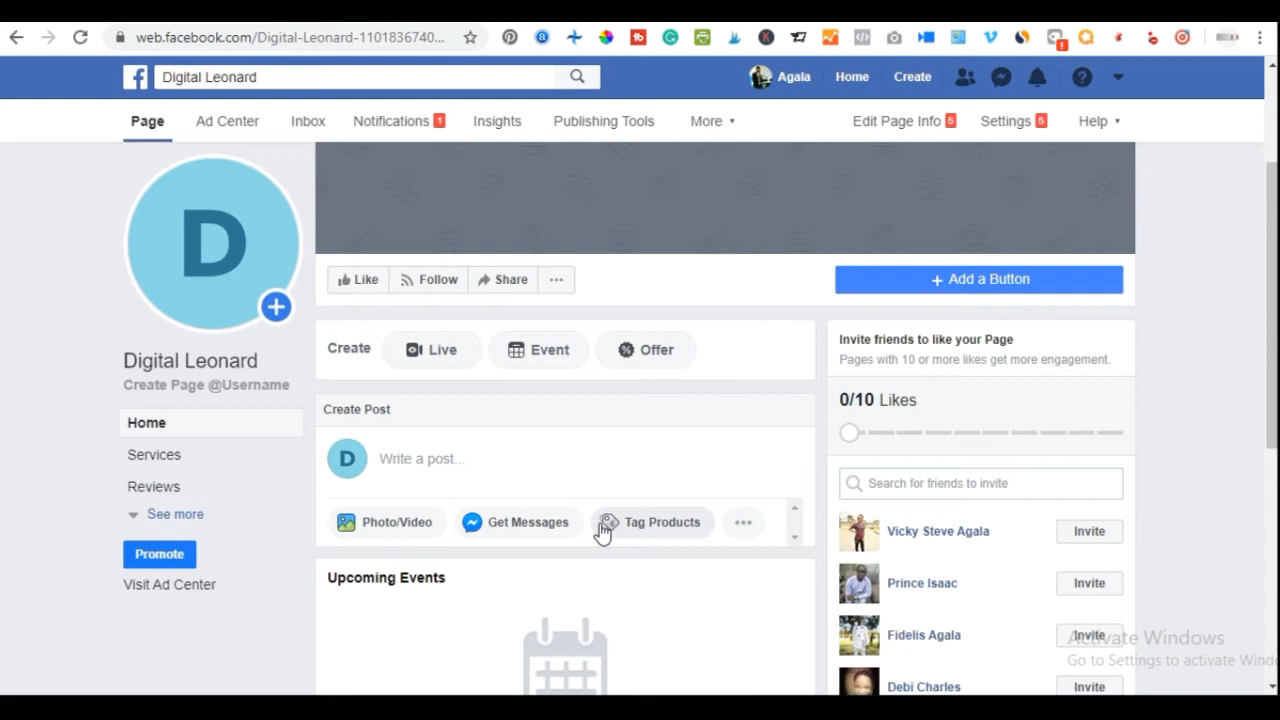 web.facebook.com/Digital-Leonard-1101836740...
Digital Leonard
Agala
Home
Create
Page
Ad Center
Inbox
Notifications 1
Insights
Publishing Tools
More
Edit Page Info 5
Settings 5
Help
D
Like
Follow
Share
...
+ Add a Button
Digital Leonard
Create Page @Username
Create
Live
Event
Offer
Invite friends to like your Page
Pages with 10 or more likes get more engagement.
Home
Services
Reviews
See more
Promote
Visit Ad Center
Create Post
D
Write a post...
Photo/Video
Get Messages
Tag Products
...
Upcoming Events
0/10 Likes
Search for friends to invite
Vicky Steve Agala
Invite
Prince Isaac
Invite
Fidelis Agala
Invite
Debi Charles
Invite
Activate Windows
Go to Settings to activate Wind